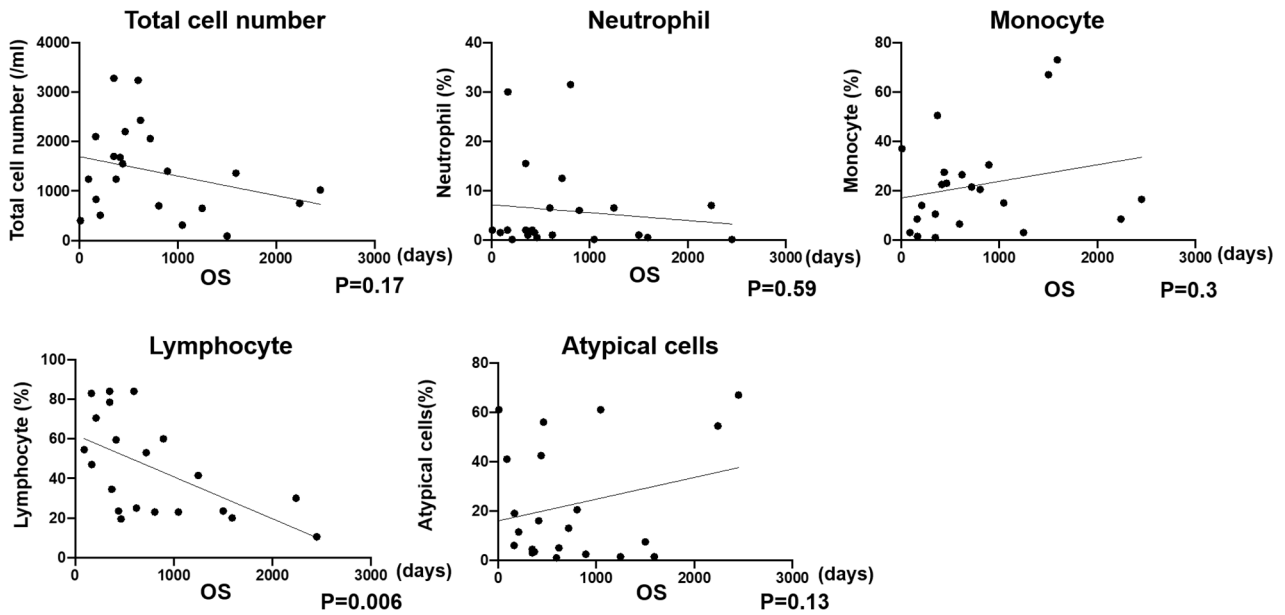 Total cell number
Total cell number (/ml)
4000
3000
2000
1000
0
0
1000
2000
3000
(days)
OS
P=0.17
Neutrophil
Neutrophil (%)
40
30
20
10
0
0
1000
2000
3000
(days)
OS
P=0.59
Monocyte
Monocyte (%)
80
60
40
20
0
0
1000
2000
3000
(days)
OS
P=0.3
Lymphocyte
Lymphocyte (%)
100
80
60
40
20
0
0
1000
2000
3000
(days)
OS
P=0.006
Atypical cells
Atypical cells(%)
80
60
40
20
0
0
1000
2000
3000
(days)
OS
P=0.13